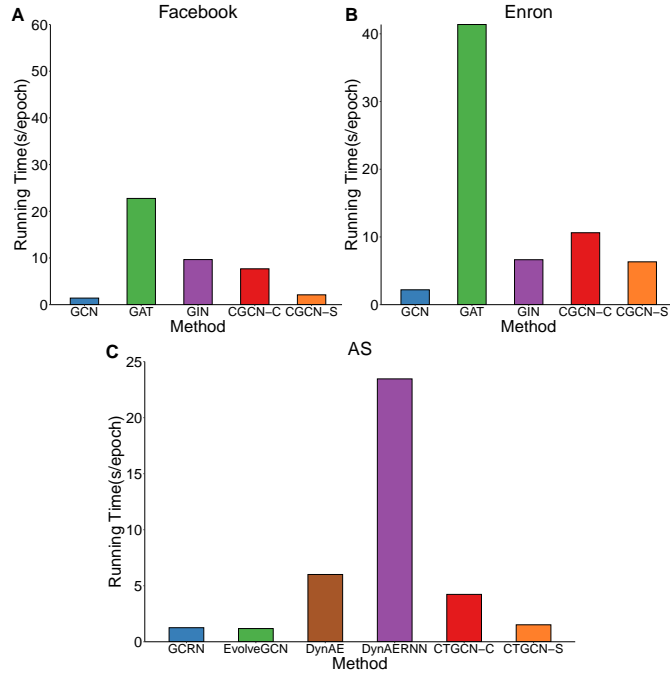 A
Facebook
60
50
40
30
20
10
0
Running Time(s/epoch)
GCN GAT GIN CGCN−C CGCN−S
Method
B
Enron
40
30
20
10
0
Running Time(s/epoch)
GCN GAT GIN CGCN−C CGCN−S
Method
C
AS
25
20
15
10
5
0
Running Time(s/epoch)
GCRN EvolveGCN DynAE DynAERNN CTGCN−C CTGCN−S
Method